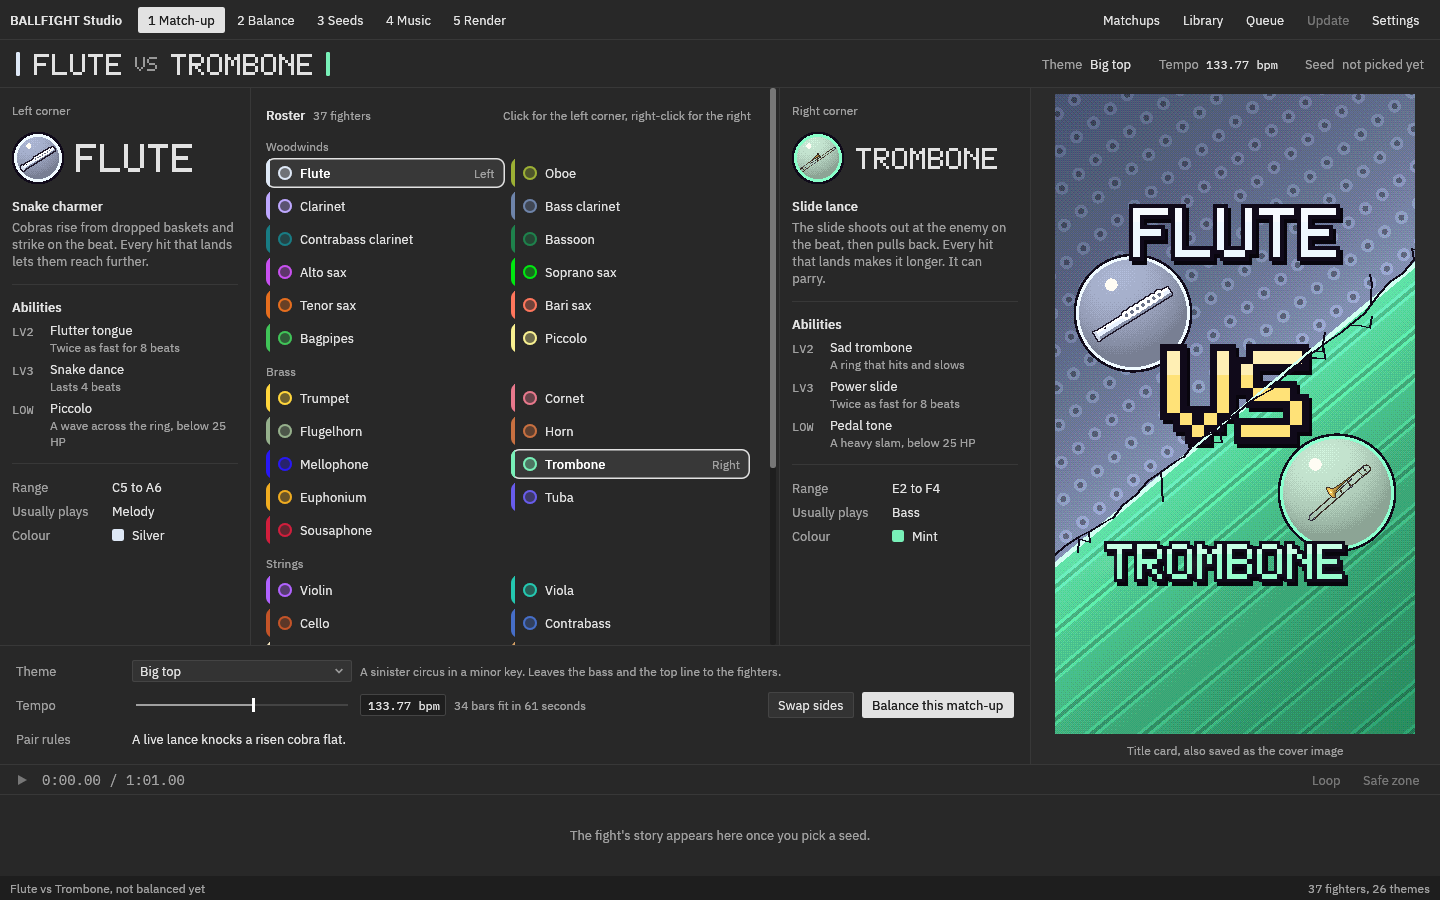 BALLFIGHT Studio
1 Match-up
2 Balance
3 Seeds
4 Music
5 Render
Matchups
Library
Queue
Update
Settings
FLUTE VS TROMBONE
Theme Big top
Tempo 133.77 bpm
Seed not picked yet
Left corner
FLUTE
Snake charmer
Cobras rise from dropped baskets and
strike on the beat. Every hit that lands
lets them reach further.
Abilities
LV2 Flutter tongue
Twice as fast for 8 beats
LV3 Snake dance
Lasts 4 beats
LOW Piccolo
A wave across the ring, below 25
HP
Range C5 to A6
Usually plays Melody
Colour Silver
Roster 37 fighters
Click for the left corner, right-click for the right
Woodwinds
Flute Left
Oboe
Clarinet
Bass clarinet
Contrabass clarinet
Bassoon
Alto sax
Soprano sax
Tenor sax
Bari sax
Bagpipes
Piccolo
Brass
Trumpet
Cornet
Flugelhorn
Horn
Mellophone
Trombone Right
Euphonium
Tuba
Sousaphone
Strings
Violin
Viola
Cello
Contrabass
Right corner
TROMBONE
Slide lance
The slide shoots out at the enemy on
the beat, then pulls back. Every hit
that lands makes it longer. It can
parry.
Abilities
LV2 Sad trombone
A ring that hits and slows
LV3 Power slide
Twice as fast for 8 beats
LOW Pedal tone
A heavy slam, below 25 HP
Range E2 to F4
Usually plays Bass
Colour Mint
FLUTE
VS
TROMBONE
Title card, also saved as the cover image
Theme Big top A sinister circus in a minor key. Leaves the bass and the top line to the fighters.
Tempo 133.77 bpm 34 bars fit in 61 seconds
Swap sides
Balance this match-up
Pair rules A live lance knocks a risen cobra flat.
0:00.00 / 1:01.00
Loop
Safe zone
The fight's story appears here once you pick a seed.
Flute vs Trombone, not balanced yet
37 fighters, 26 themes